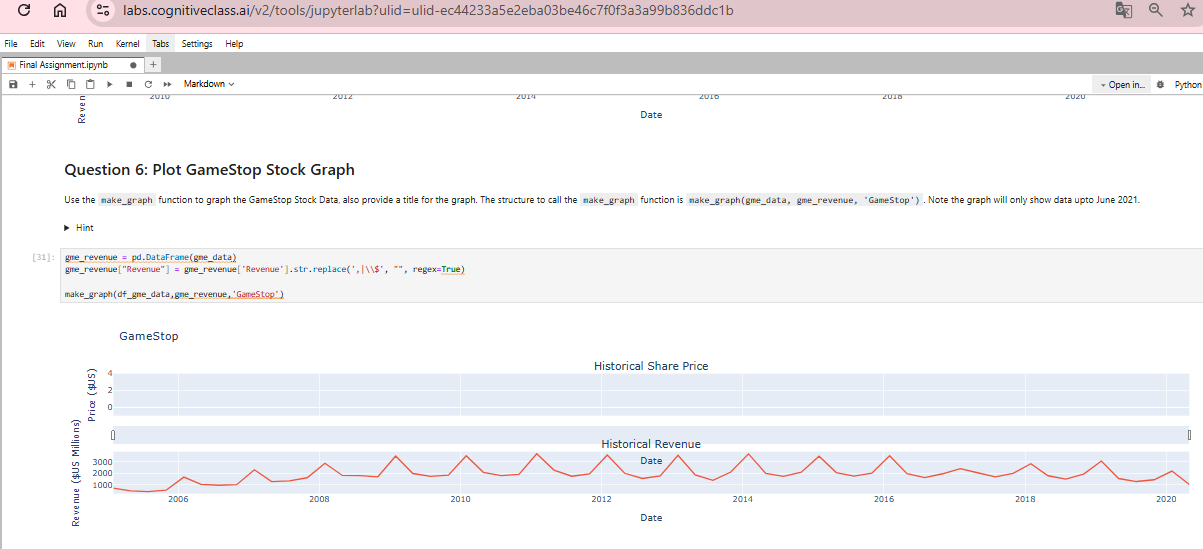 labs.cognitiveclass.ai/v2/tools/jupyterlab?ulid=ulid-ec44233a5e2eba03be46c7f0f3a3a99b836ddc1b
File Edit View Run Kernel Tabs Settings Help
Final Assignment.ipynb
Markdown
Open in... Python
2010 2012 2014 2016 2018 2020
Reven
Date
Question 6: Plot GameStop Stock Graph
Use the make_graph function to graph the GameStop Stock Data, also provide a title for the graph. The structure to call the make_graph function is make_graph(gme_data, gme_revenue, 'GameStop') . Note the graph will only show data upto June 2021.
Hint
[31]: gme_revenue = pd.DataFrame(gme_data)
gme_revenue["Revenue"] = gme_revenue['Revenue'].str.replace(',|\\$', "", regex=True)
make_graph(df_gme_data,gme_revenue,'GameStop')
GameStop
Historical Share Price
Price ($US)
4
2
0
Historical Revenue
Date
Revenue ($US Millions)
3000
2000
1000
2006 2008 2010 2012 2014 2016 2018 2020
Date